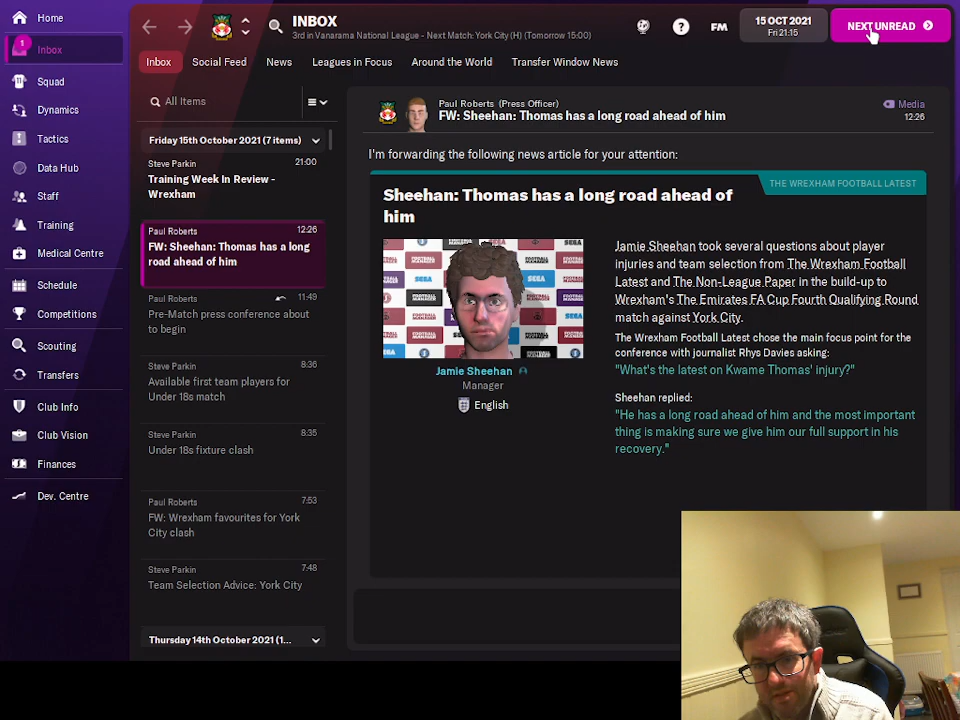 Home
1
Inbox
Squad
Dynamics
Tactics
Data Hub
Staff
Training
Medical Centre
Schedule
Competitions
Scouting
Transfers
Club Info
Club Vision
Finances
Dev. Centre
INBOX
3rd in Vanarama National League - Next Match: York City (H) (Tomorrow 15:00)
?
FM
15 OCT 2021
Fri 21:15
NEXT UNREAD
Inbox
Social Feed
News
Leagues in Focus
Around the World
Transfer Window News
All Items
Friday 15th October 2021 (7 items)
Steve Parkin
21:00
Training Week In Review -
Wrexham
Paul Roberts
12:26
FW: Sheehan: Thomas has a long
road ahead of him
Paul Roberts
11:49
Pre-Match press conference about
to begin
Steve Parkin
8:36
Available first team players for
Under 18s match
Steve Parkin
8:35
Under 18s fixture clash
Paul Roberts
7:53
FW: Wrexham favourites for York
City clash
Steve Parkin
7:48
Team Selection Advice: York City
Thursday 14th October 2021 (1...
Paul Roberts (Press Officer)
FW: Sheehan: Thomas has a long road ahead of him
Media
12:26
I'm forwarding the following news article for your attention:
THE WREXHAM FOOTBALL LATEST
Sheehan: Thomas has a long road ahead of
him
SEGA
FOOTBALL MANAGER
Jamie Sheehan
Manager
English
Jamie Sheehan took several questions about player
injuries and team selection from The Wrexham Football
Latest and The Non-League Paper in the build-up to
Wrexham's The Emirates FA Cup Fourth Qualifying Round
match against York City.
The Wrexham Football Latest chose the main focus point for the
conference with journalist Rhys Davies asking:
"What's the latest on Kwame Thomas' injury?"
Sheehan replied:
"He has a long road ahead of him and the most important
thing is making sure we give him our full support in his
recovery."